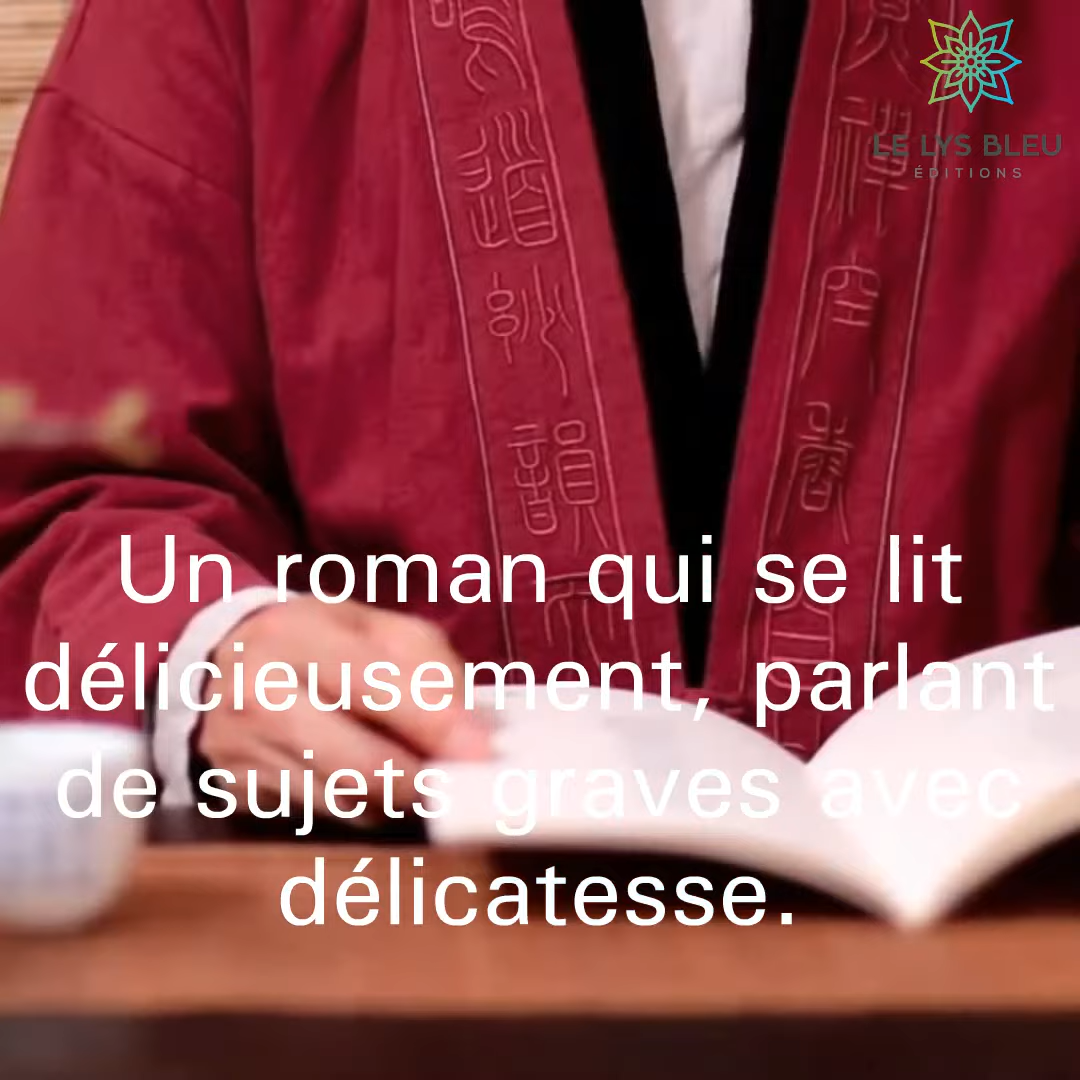 LE LYS BLEU
ÉDITIONS
Un roman qui se lit
délicieusement, parlant
de sujets graves avec
délicatesse.